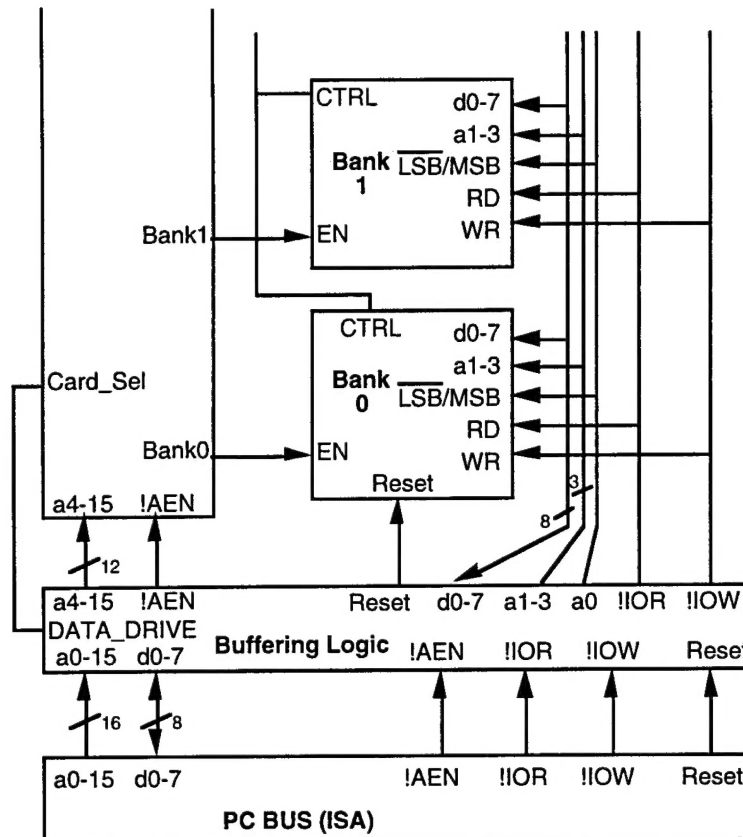 CTRL d0-7
a1-3
Bank L̅S̅B̅/MSB
1
RD
Bank1 EN WR
CTRL d0-7
a1-3
Card_Sel Bank L̅S̅B̅/MSB
0
RD
Bank0 EN WR
Reset
a4-15 !AEN
3
8
12
a4-15 !AEN Reset d0-7 a1-3 a0 !IOR !IOW
DATA_DRIVE
Buffering Logic
a0-15 d0-7 !AEN !IOR !IOW Reset
16 8
a0-15 d0-7 !AEN !IOR !IOW Reset
PC BUS (ISA)